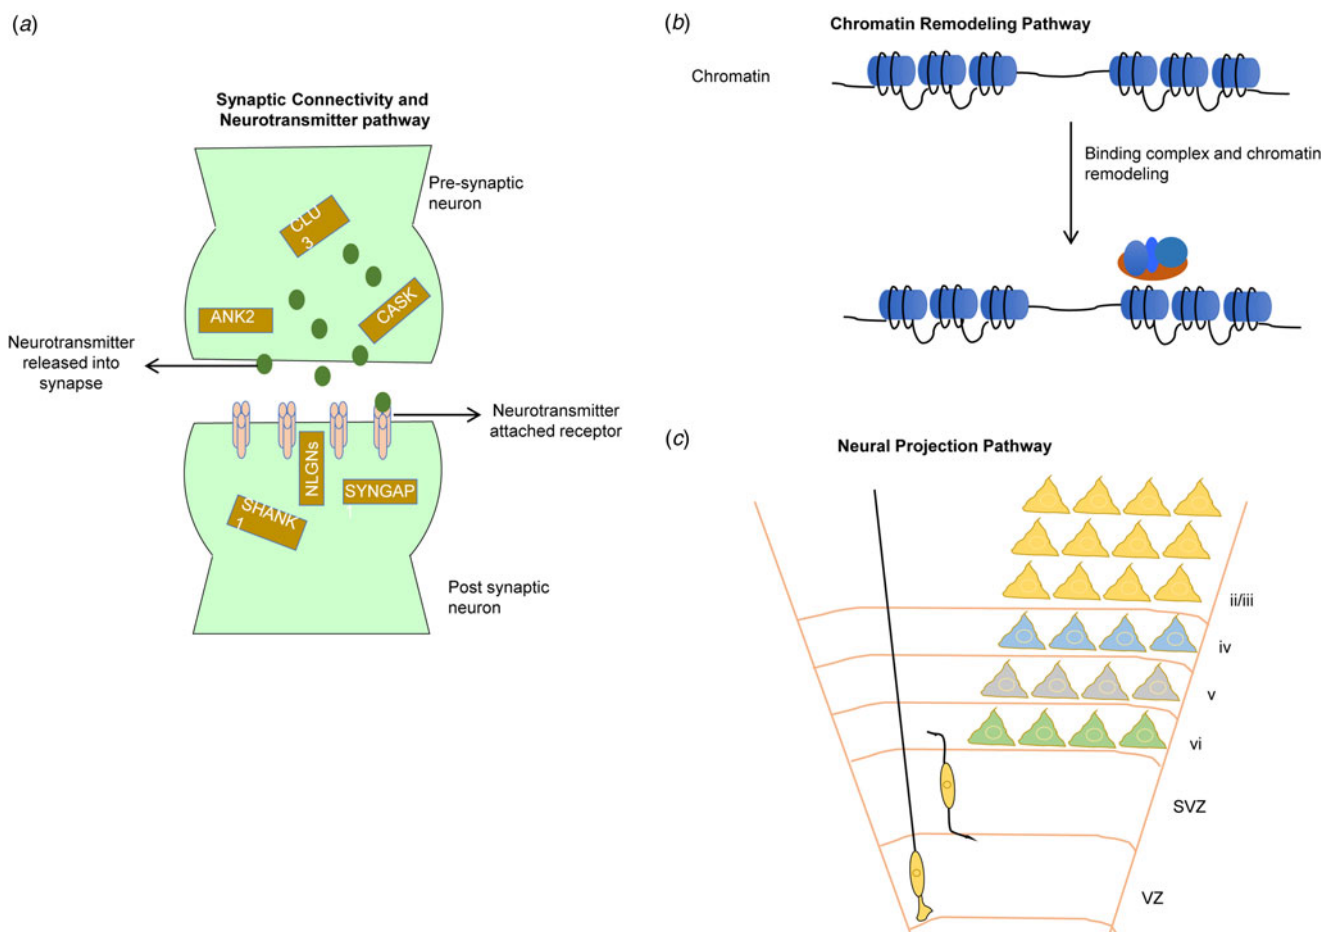 (a)
Synaptic Connectivity and
Neurotransmitter pathway
Pre-synaptic
neuron
CLU
3
ANK2
CASK
Neurotransmitter
released into
synapse
Neurotransmitter
attached receptor
NLGNs
SYNGAP
1
SHANK
1
Post synaptic
neuron
(b)
Chromatin Remodeling Pathway
Chromatin
Binding complex and chromatin
remodeling
(c)
Neural Projection Pathway
ii/iii
iv
v
vi
SVZ
VZ